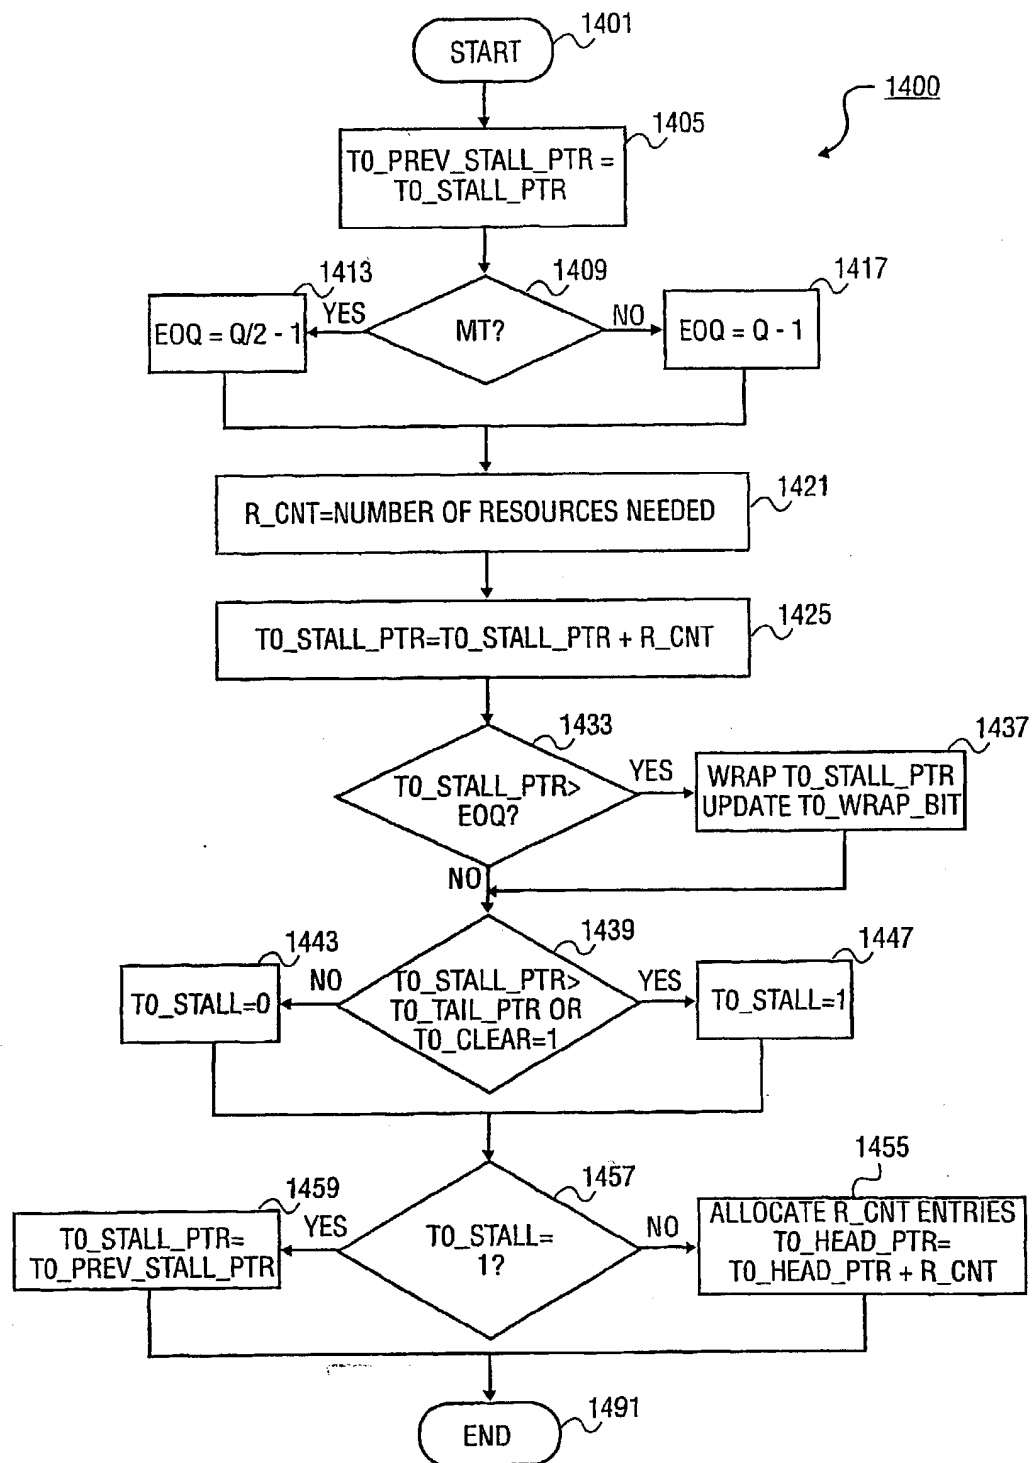 START
1401
1400
T0_PREV_STALL_PTR =
T0_STALL_PTR
1405
1409
MT?
YES
NO
1413
EOQ = Q/2 - 1
1417
EOQ = Q - 1
R_CNT=NUMBER OF RESOURCES NEEDED
1421
T0_STALL_PTR=T0_STALL_PTR + R_CNT
1425
1433
T0_STALL_PTR>
EOQ?
YES
NO
1437
WRAP T0_STALL_PTR
UPDATE T0_WRAP_BIT
1439
T0_STALL_PTR>
T0_TAIL_PTR OR
T0_CLEAR=1
NO
YES
1443
T0_STALL=0
1447
T0_STALL=1
1457
T0_STALL=
1?
YES
NO
1459
T0_STALL_PTR=
T0_PREV_STALL_PTR
1455
ALLOCATE R_CNT ENTRIES
T0_HEAD_PTR=
T0_HEAD_PTR + R_CNT
END
1491